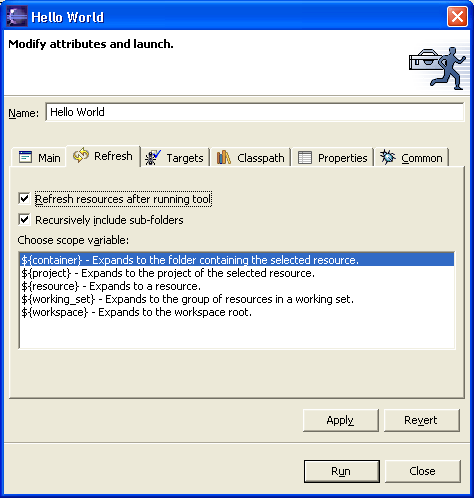 Hello World
Modify attributes and launch.
Name: Hello World
Main Refresh Targets Classpath Properties Common
Refresh resources after running tool
Recursively include sub-folders
Choose scope variable:
${container} - Expands to the folder containing the selected resource.
${project} - Expands to the project of the selected resource.
${resource} - Expands to a resource.
${working_set} - Expands to the group of resources in a working set.
${workspace} - Expands to the workspace root.
Apply Revert
Run Close